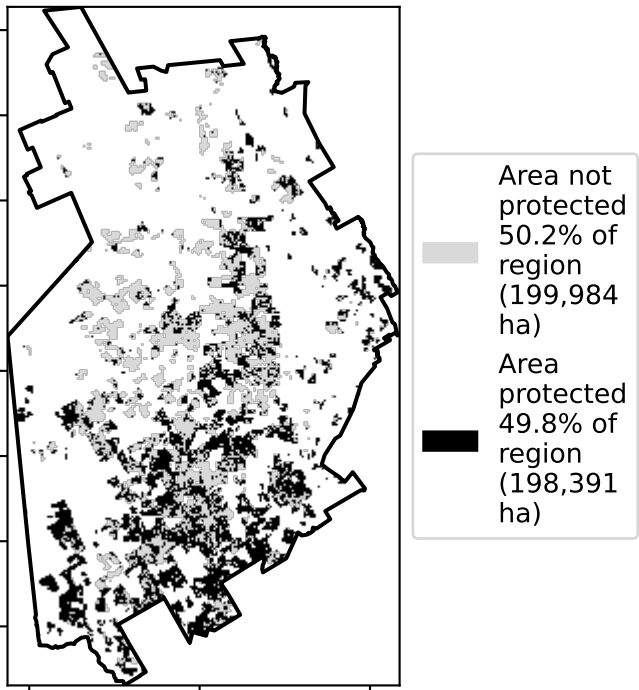 Area not
protected
50.2% of
region
(199,984
ha)
Area
protected
49.8% of
region
(198,391
ha)